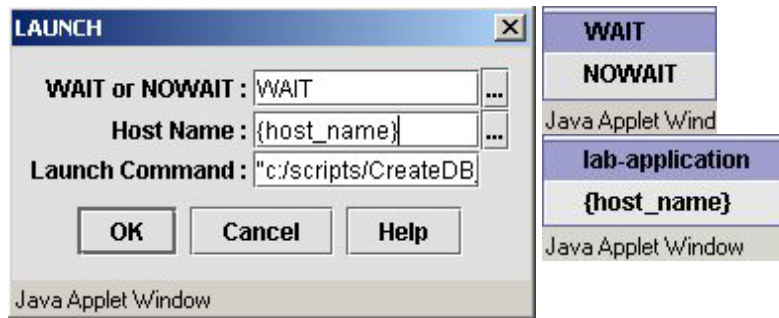 LAUNCH
WAIT or NOWAIT : WAIT ...
Host Name : {host_name} ...
Launch Command : "c:/scripts/CreateDB_
OK Cancel Help
Java Applet Window
WAIT
NOWAIT
Java Applet Wind
lab-application
{host_name}
Java Applet Window